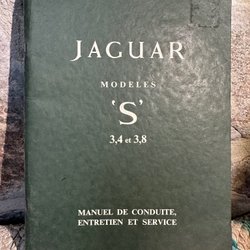 JAGUAR
MODELES
'S'
3,4 et 3,8
MANUEL DE CONDUITE,
ENTRETIEN ET SERVICE